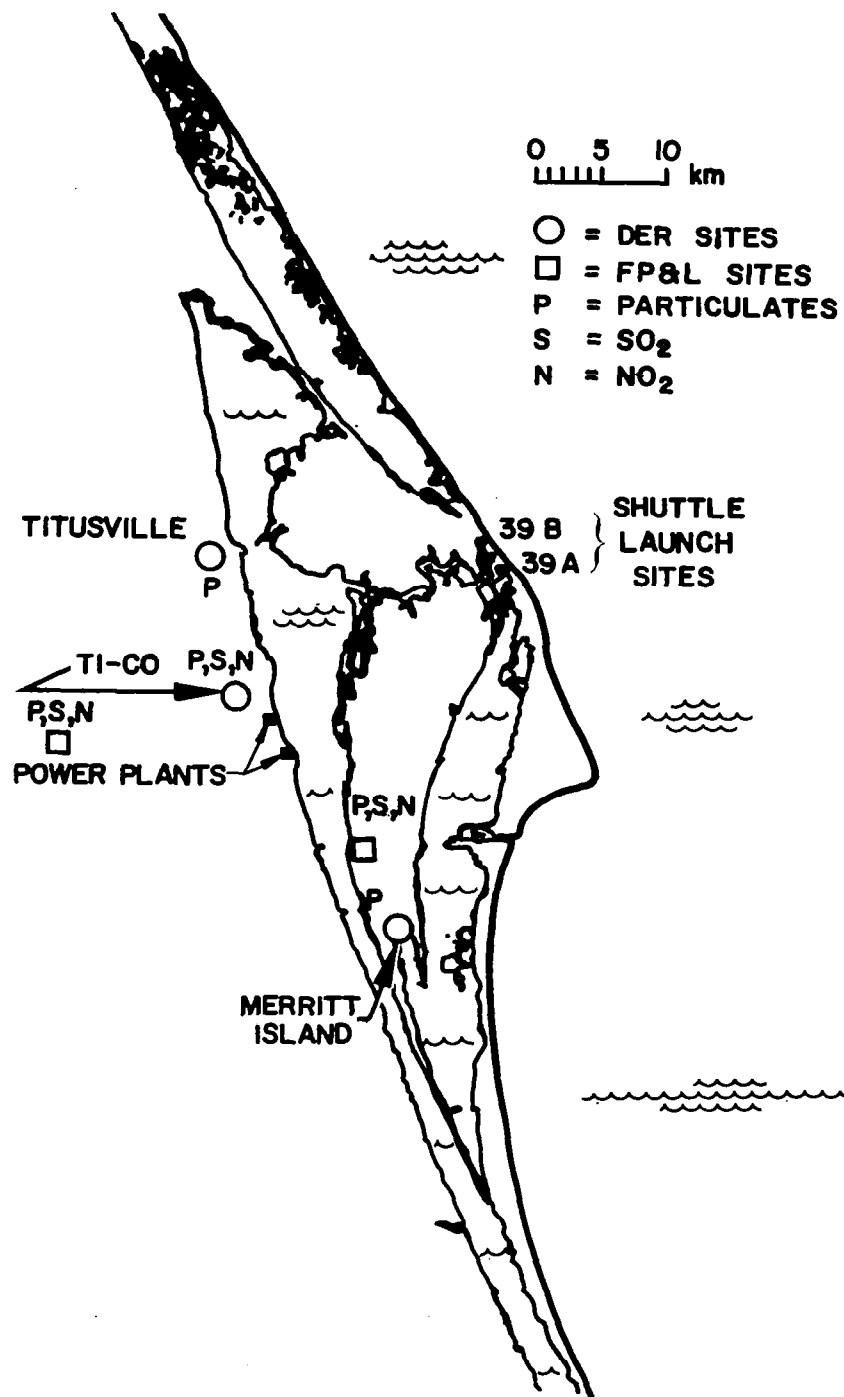 0 5 10
km
○ = DER SITES
□ = FP&L SITES
P = PARTICULATES
S = SO₂
N = NO₂
39 B
39 A
SHUTTLE
LAUNCH
SITES
TITUSVILLE
P
TI-CO
P,S,N
P,S,N
POWER PLANTS
P,S,N
P
MERRITT
ISLAND